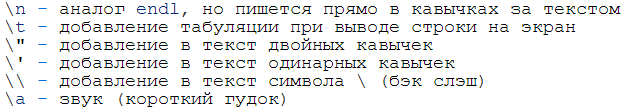 \n - аналог endl, но пишется прямо в кавычках за текстом
\t - добавление табуляции при выводе строки на экран
\" - добавление в текст двойных кавычек
\' - добавление в текст одинарных кавычек
\\ - добавление в текст символа \ (бэк слэш)
\a - звук (короткий гудок)